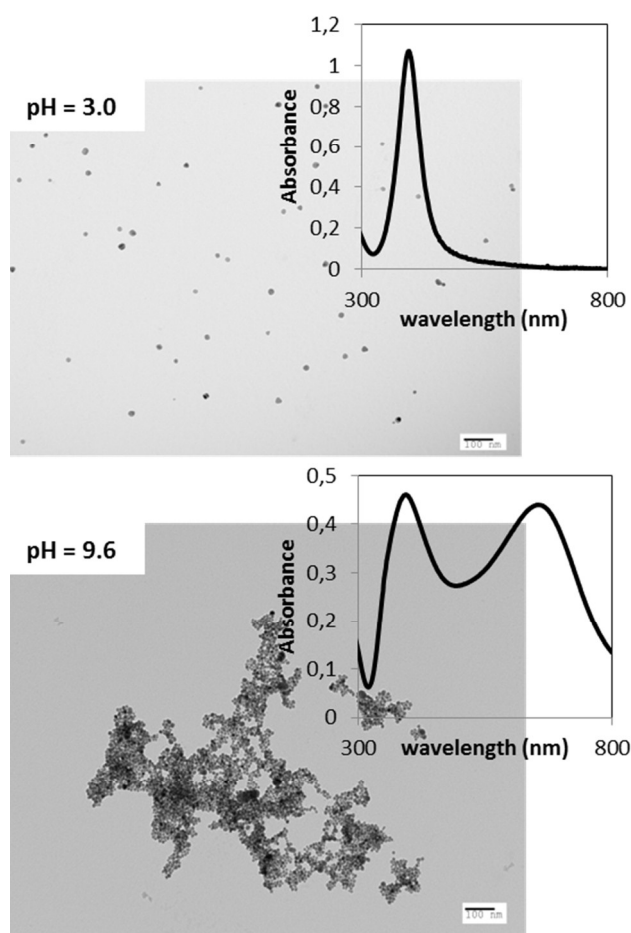 pH = 3.0
Absorbance
1,2
1
0,8
0,6
0,4
0,2
0
300
800
wavelength (nm)
100 nm
pH = 9.6
Absorbance
0,5
0,4
0,3
0,2
0,1
0
300
800
wavelength (nm)
100 nm